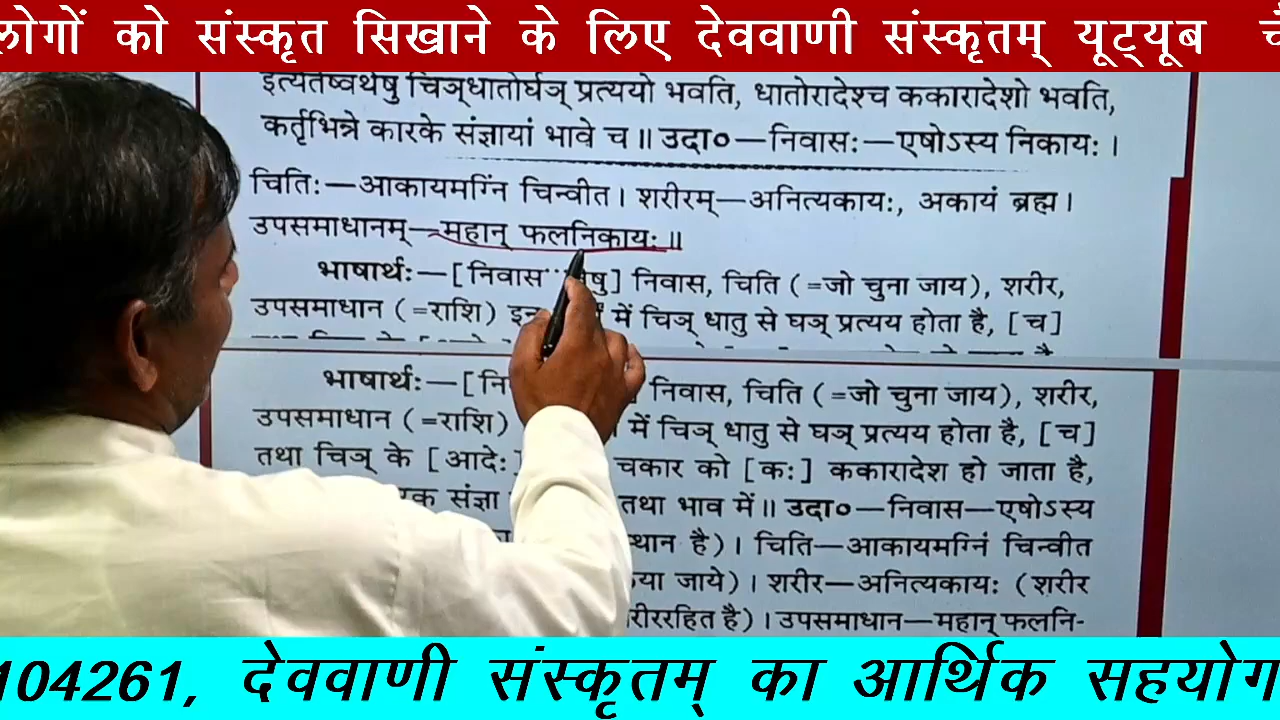 लोगों को संस्कृत सिखाने के लिए देववाणी संस्कृतम् यूट्यूब
इत्येतेष्वर्थेषु चिञ्धातोर्घञ् प्रत्ययो भवति, धातोरादेश्च ककारादेशो भवति,
कर्तृभिन्ने कारके संज्ञायां भावे च॥ उदा०—निवासः—एषोऽस्य निकायः।
चितिः—आकायमग्निं चिन्वीत। शरीरम्—अनित्यकायः, अकायं ब्रह्म।
उपसमाधानम्—महान् फलनिकायः॥
भाषार्थः—[निवास षु] निवास, चिति (=जो चुना जाय), शरीर,
उपसमाधान (=राशि) में चिञ् धातु से घञ् प्रत्यय होता है, [च]
भाषार्थः—[नि निवास, चिति (=जो चुना जाय), शरीर,
उपसमाधान (=राशि) में चिञ् धातु से घञ् प्रत्यय होता है, [च]
तथा चिञ् के [आदेः] चकार को [कः] ककारादेश हो जाता है,
संज्ञा तथा भाव में॥ उदा०—निवास—एषोऽस्य
स्थान है)। चिति—आकायमग्निं चिन्वीत
जाये)। शरीर—अनित्यकायः (शरीर
है)। उपसमाधान—महान् फलनि-
104261, देववाणी संस्कृतम् का आर्थिक सहयोग